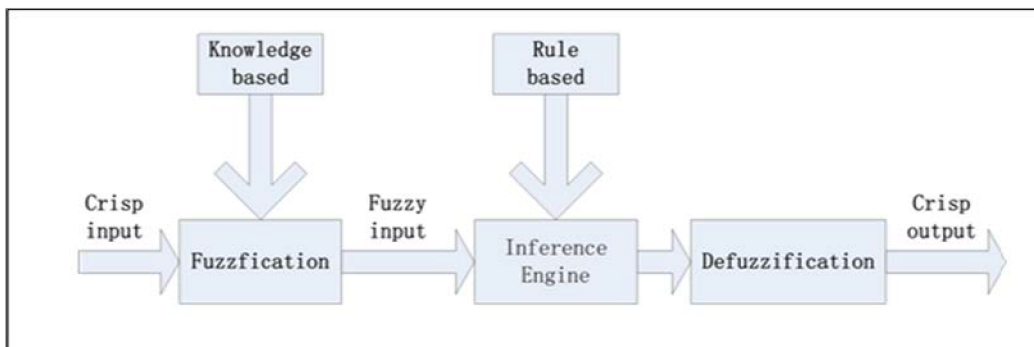 Knowledge
based
Rule
based
Crisp
input
Fuzzfication
Fuzzy
input
Inference
Engine
Defuzzification
Crisp
output